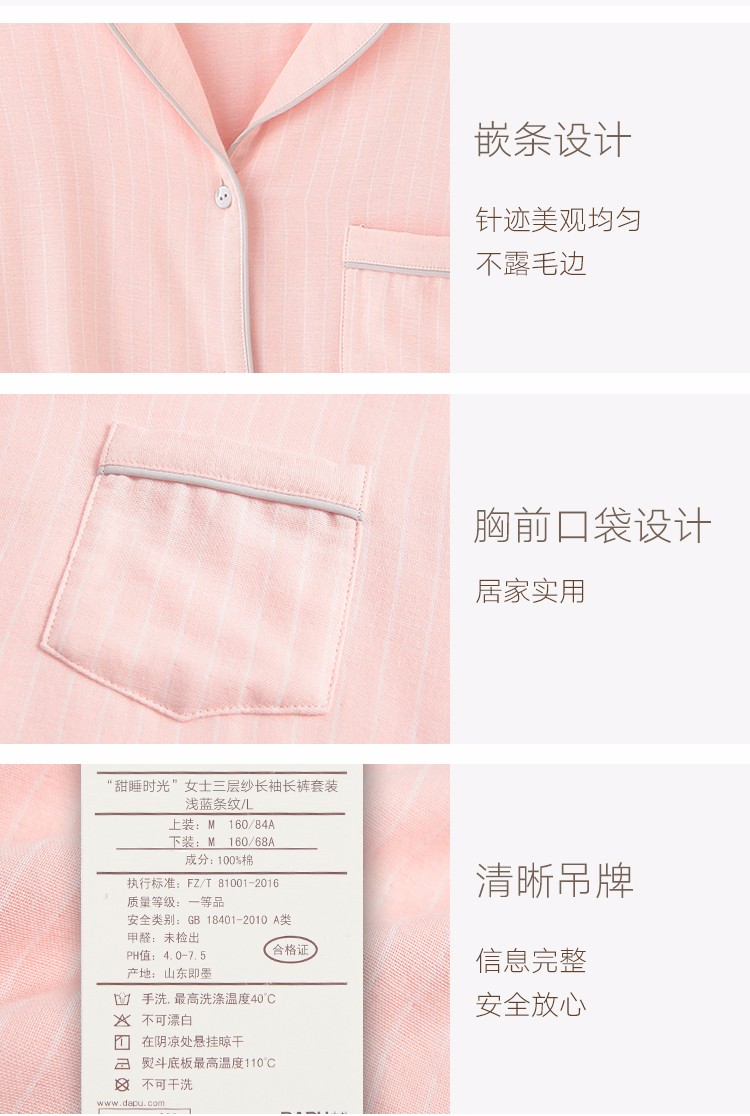 嵌条设计
针迹美观均匀
不露毛边
胸前口袋设计
居家实用
“甜睡时光”女士三层纱长袖长裤套装
浅蓝条纹/L
上装：M 160/84A
下装：M 160/68A
成分：100%棉
执行标准：FZ/T 81001-2016
质量等级：一等品
安全类别：GB 18401-2010 A类
甲醛：未检出
PH值：4.0-7.5
产地：山东即墨
合格证
手洗,最高洗涤温度40℃
不可漂白
在阴凉处悬挂晾干
熨斗底板最高温度110℃
不可干洗
www.dapu.com
清晰吊牌
信息完整
安全放心